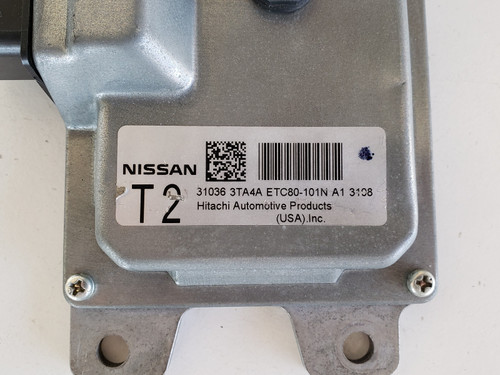 NISSAN
T2
31036 3TA4A ETC80-101N A1 3108
Hitachi Automotive Products
(USA),Inc.